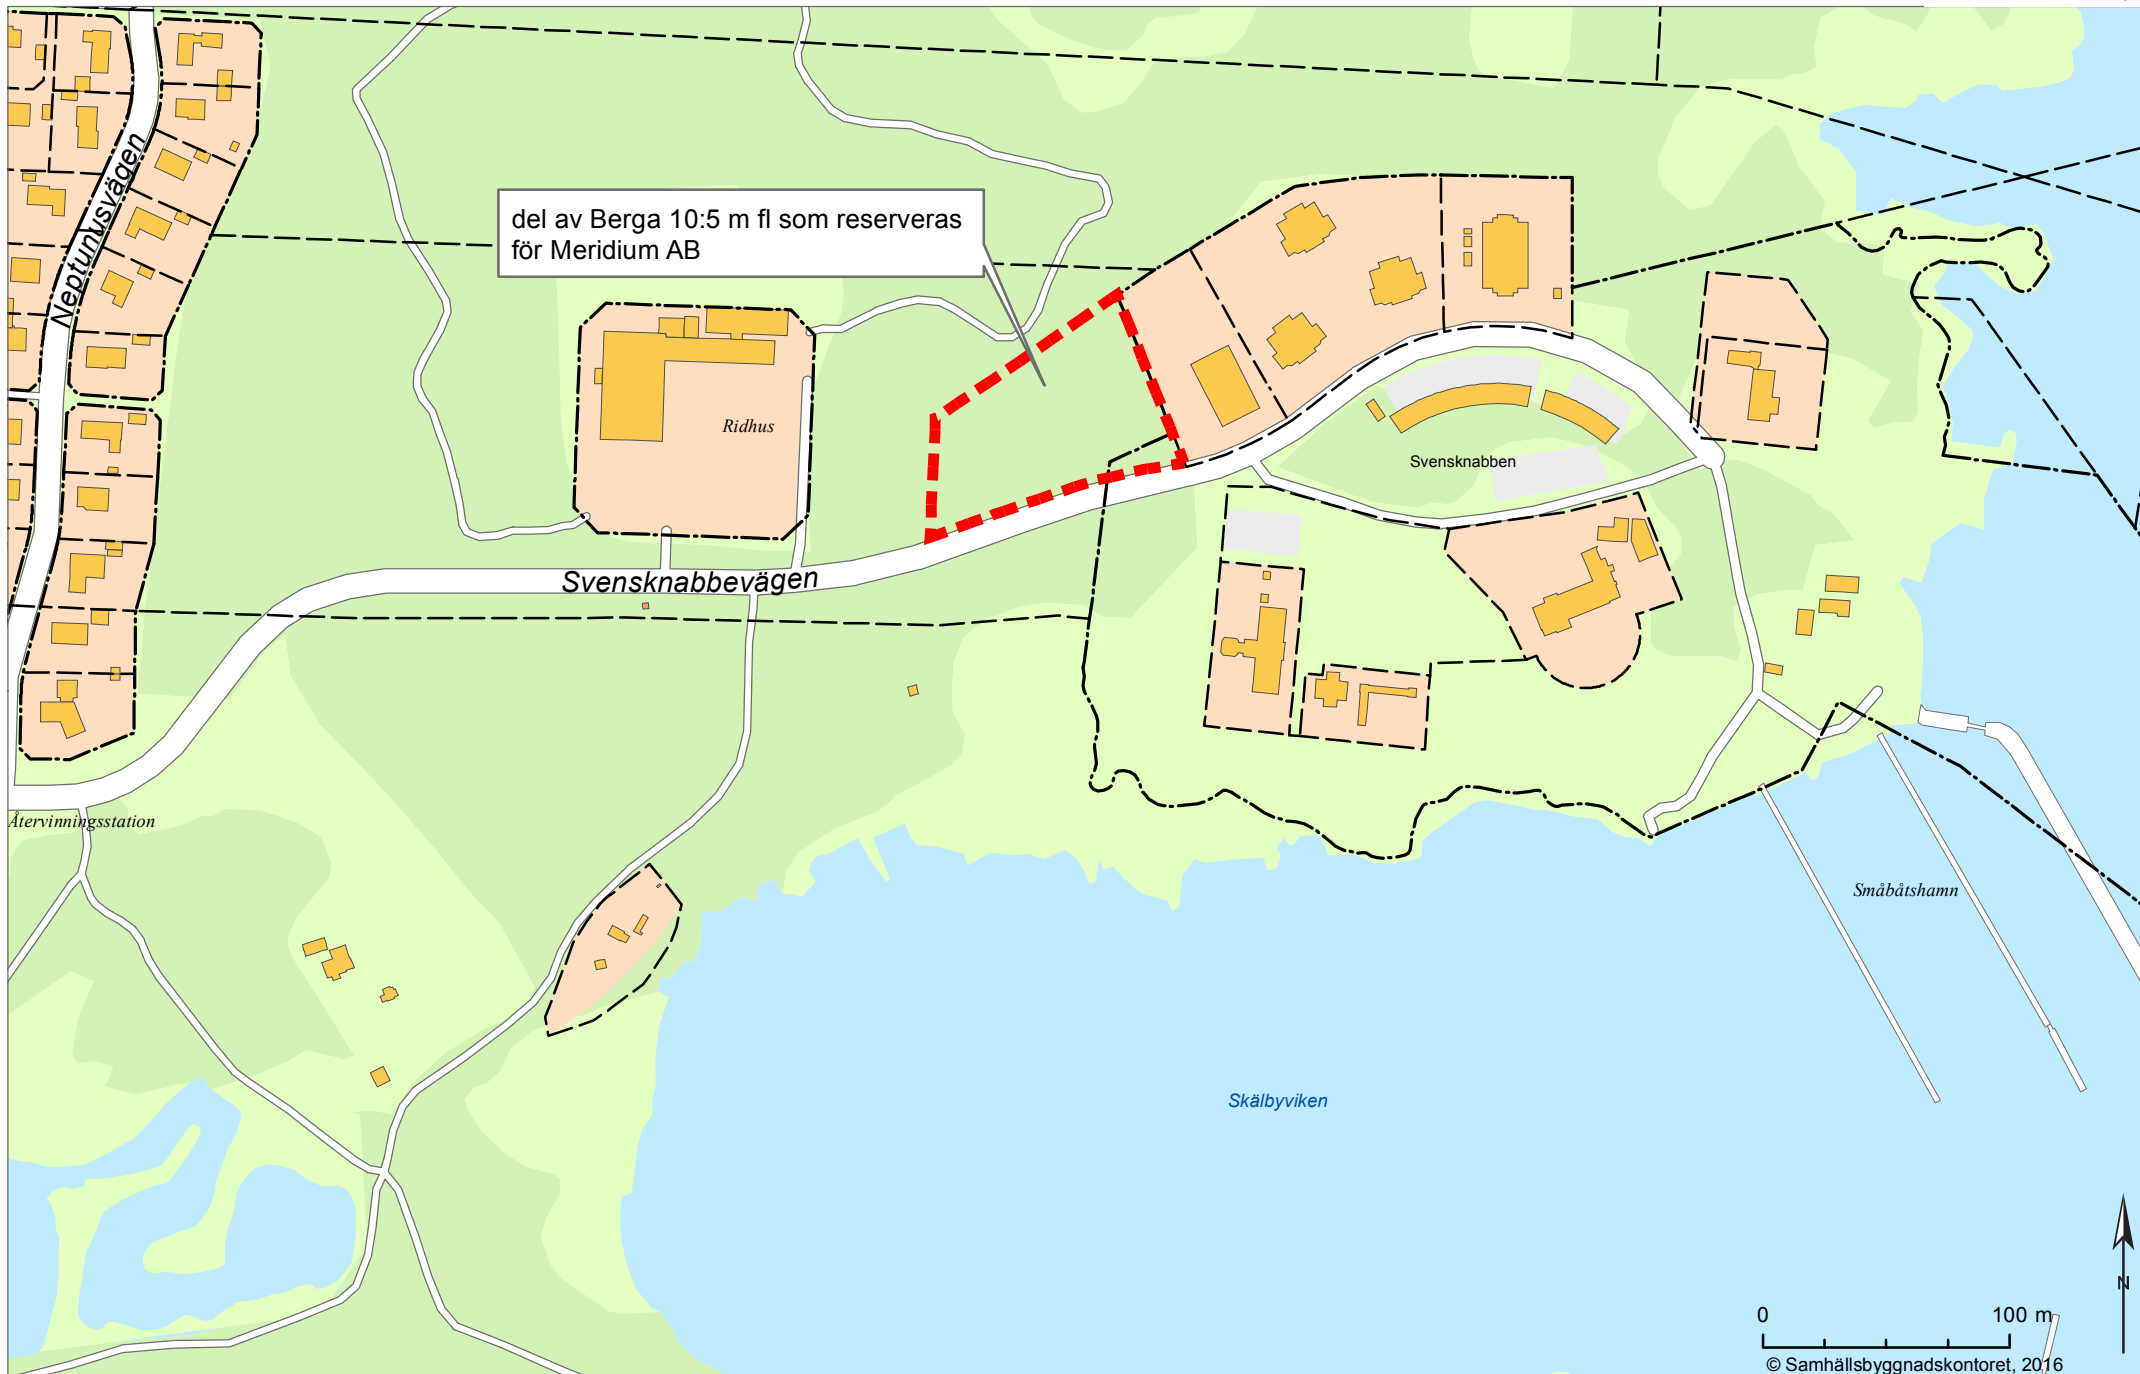 Neptunusvägen
del av Berga 10:5 m fl som reserveras
för Meridium AB
Ridhus
Svensknabben
Svensknabbevägen
Återvinningsstation
Småbåtshamn
Skälbyviken
N
0 100 m
© Samhällsbyggnadskontoret, 2016